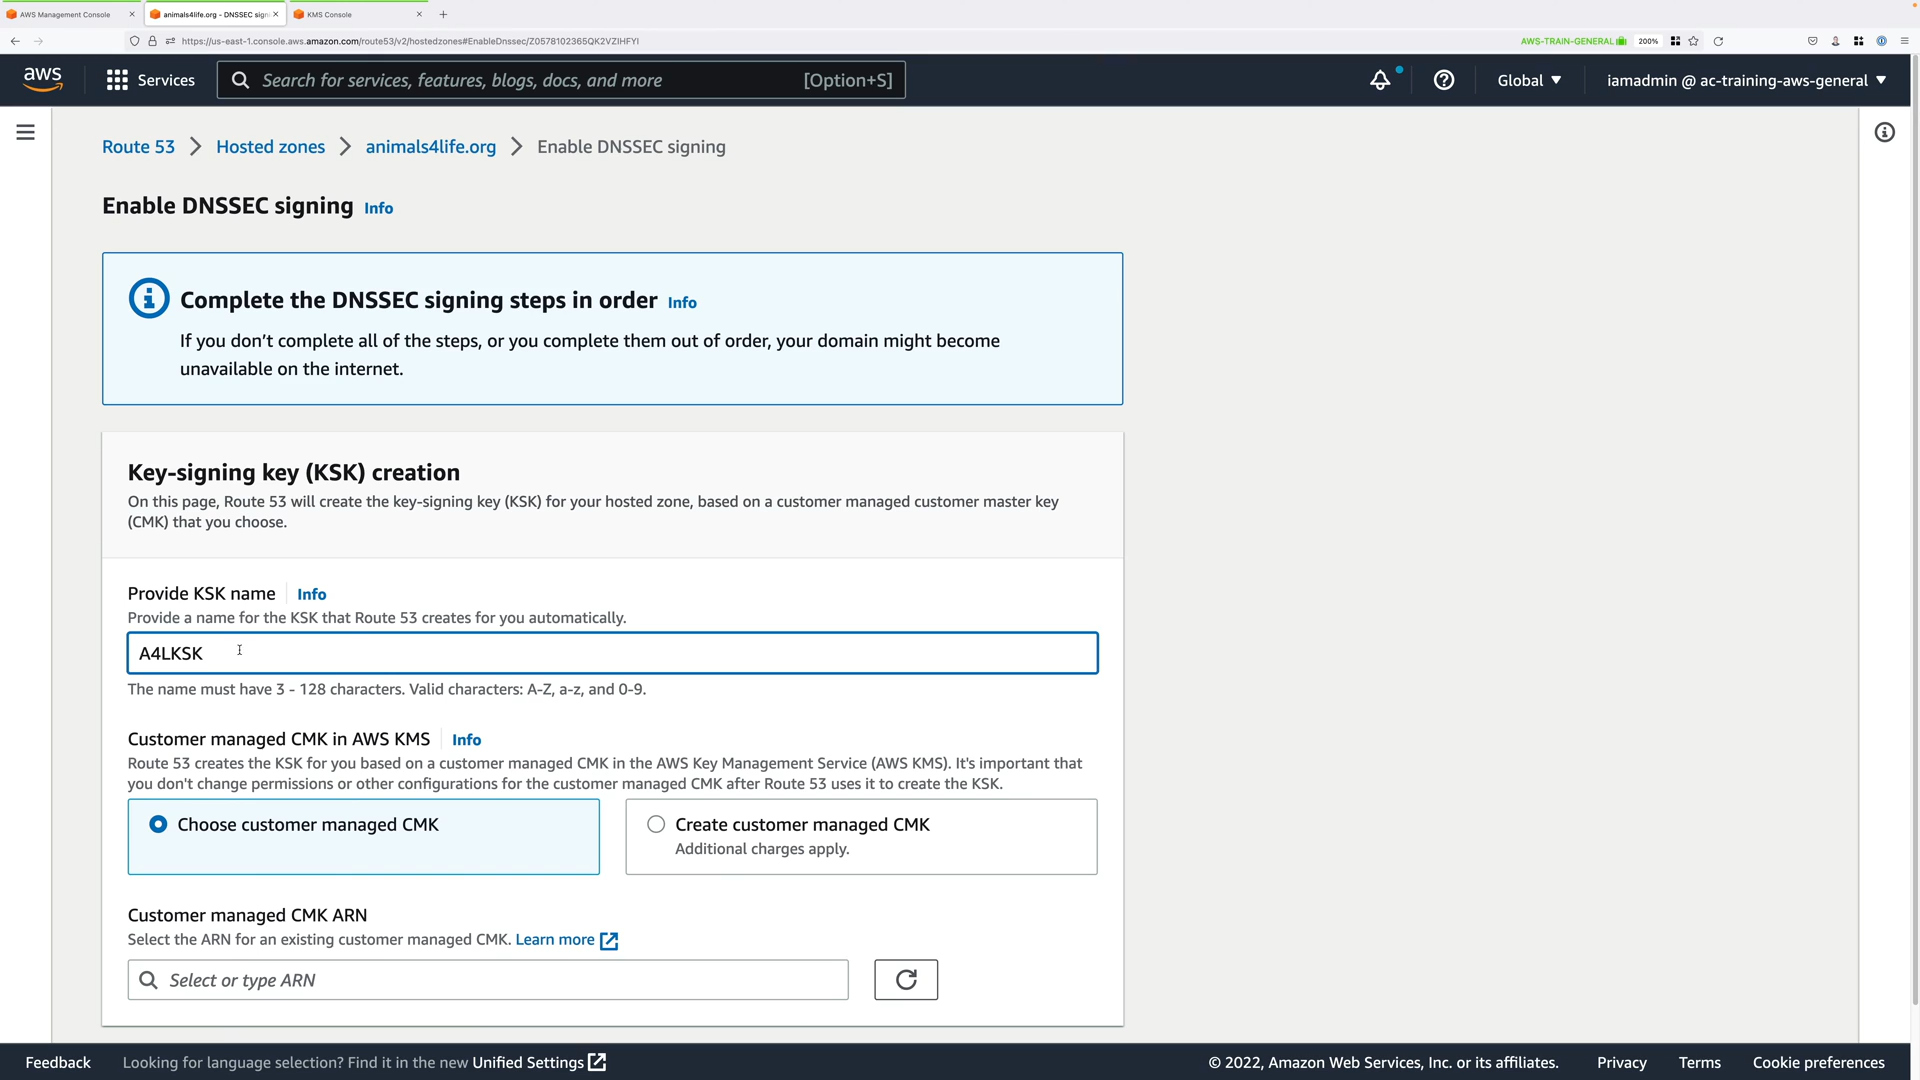 AWS Management Console
animals4life.org - DNSSEC sign
KMS Console
https://us-east-1.console.aws.amazon.com/route53/v2/hostedzones#EnableDnssec/Z0578102365QK2VZIHFYI
AWS-TRAIN-GENERAL
200%
aws
Services
Search for services, features, blogs, docs, and more
[Option+S]
Global
iamadmin @ ac-training-aws-general
Route 53
Hosted zones
animals4life.org
Enable DNSSEC signing
Enable DNSSEC signing Info
Complete the DNSSEC signing steps in order Info
If you don't complete all of the steps, or you complete them out of order, your domain might become
unavailable on the internet.
Key-signing key (KSK) creation
On this page, Route 53 will create the key-signing key (KSK) for your hosted zone, based on a customer managed customer master key
(CMK) that you choose.
Provide KSK name Info
Provide a name for the KSK that Route 53 creates for you automatically.
A4LKSK
The name must have 3 - 128 characters. Valid characters: A-Z, a-z, and 0-9.
Customer managed CMK in AWS KMS Info
Route 53 creates the KSK for you based on a customer managed CMK in the AWS Key Management Service (AWS KMS). It's important that
you don't change permissions or other configurations for the customer managed CMK after Route 53 uses it to create the KSK.
Choose customer managed CMK
Create customer managed CMK
Additional charges apply.
Customer managed CMK ARN
Select the ARN for an existing customer managed CMK. Learn more
Select or type ARN
Feedback
Looking for language selection? Find it in the new Unified Settings
© 2022, Amazon Web Services, Inc. or its affiliates.
Privacy
Terms
Cookie preferences